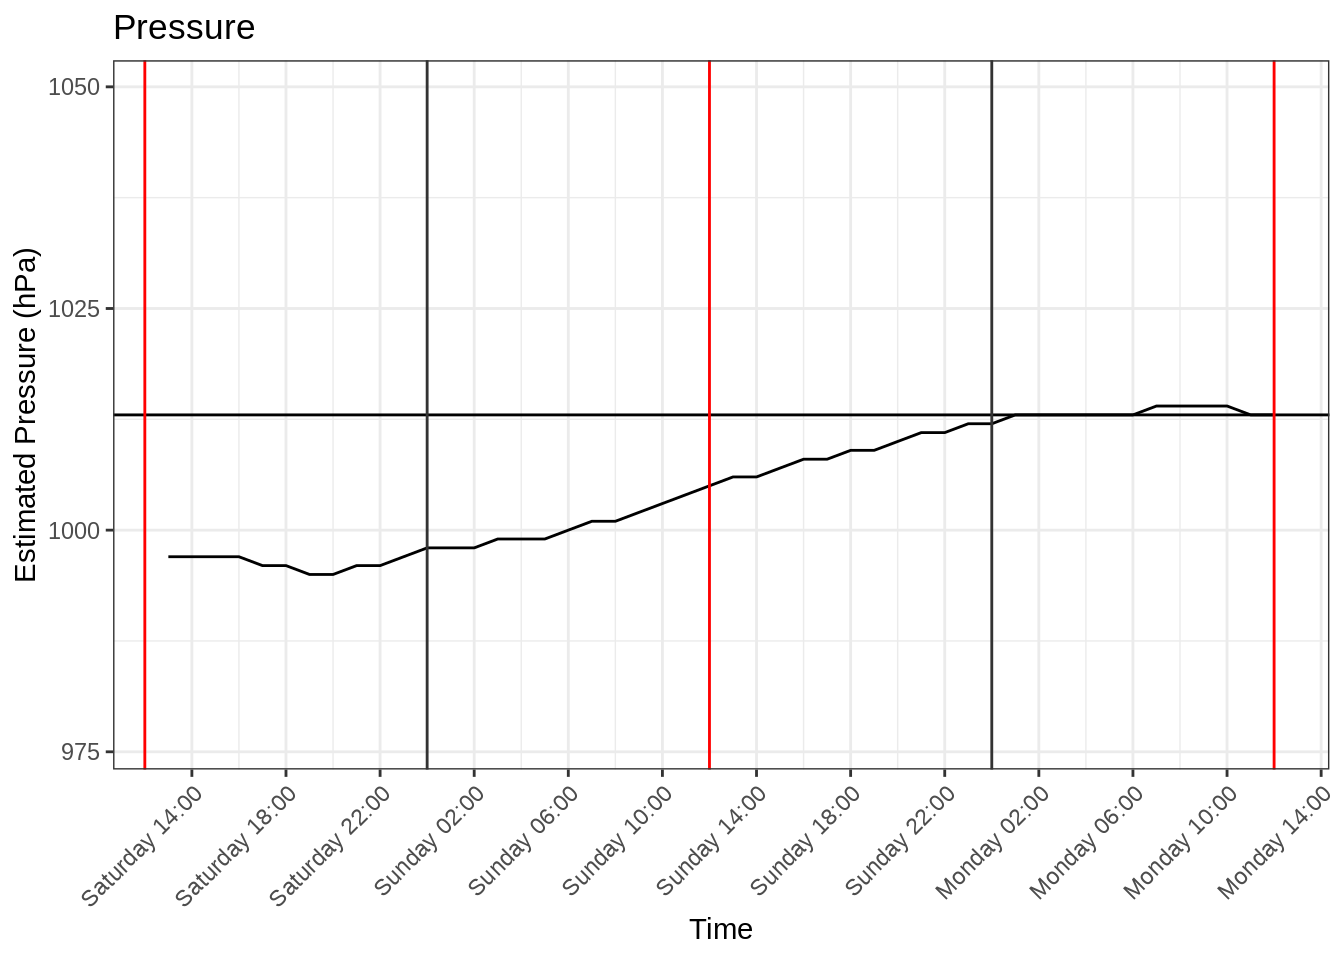 Pressure
Estimated Pressure (hPa)
1050
1025
1000
975
Saturday 14:00
Saturday 18:00
Saturday 22:00
Sunday 02:00
Sunday 06:00
Sunday 10:00
Sunday 14:00
Sunday 18:00
Sunday 22:00
Monday 02:00
Monday 06:00
Monday 10:00
Monday 14:00
Time